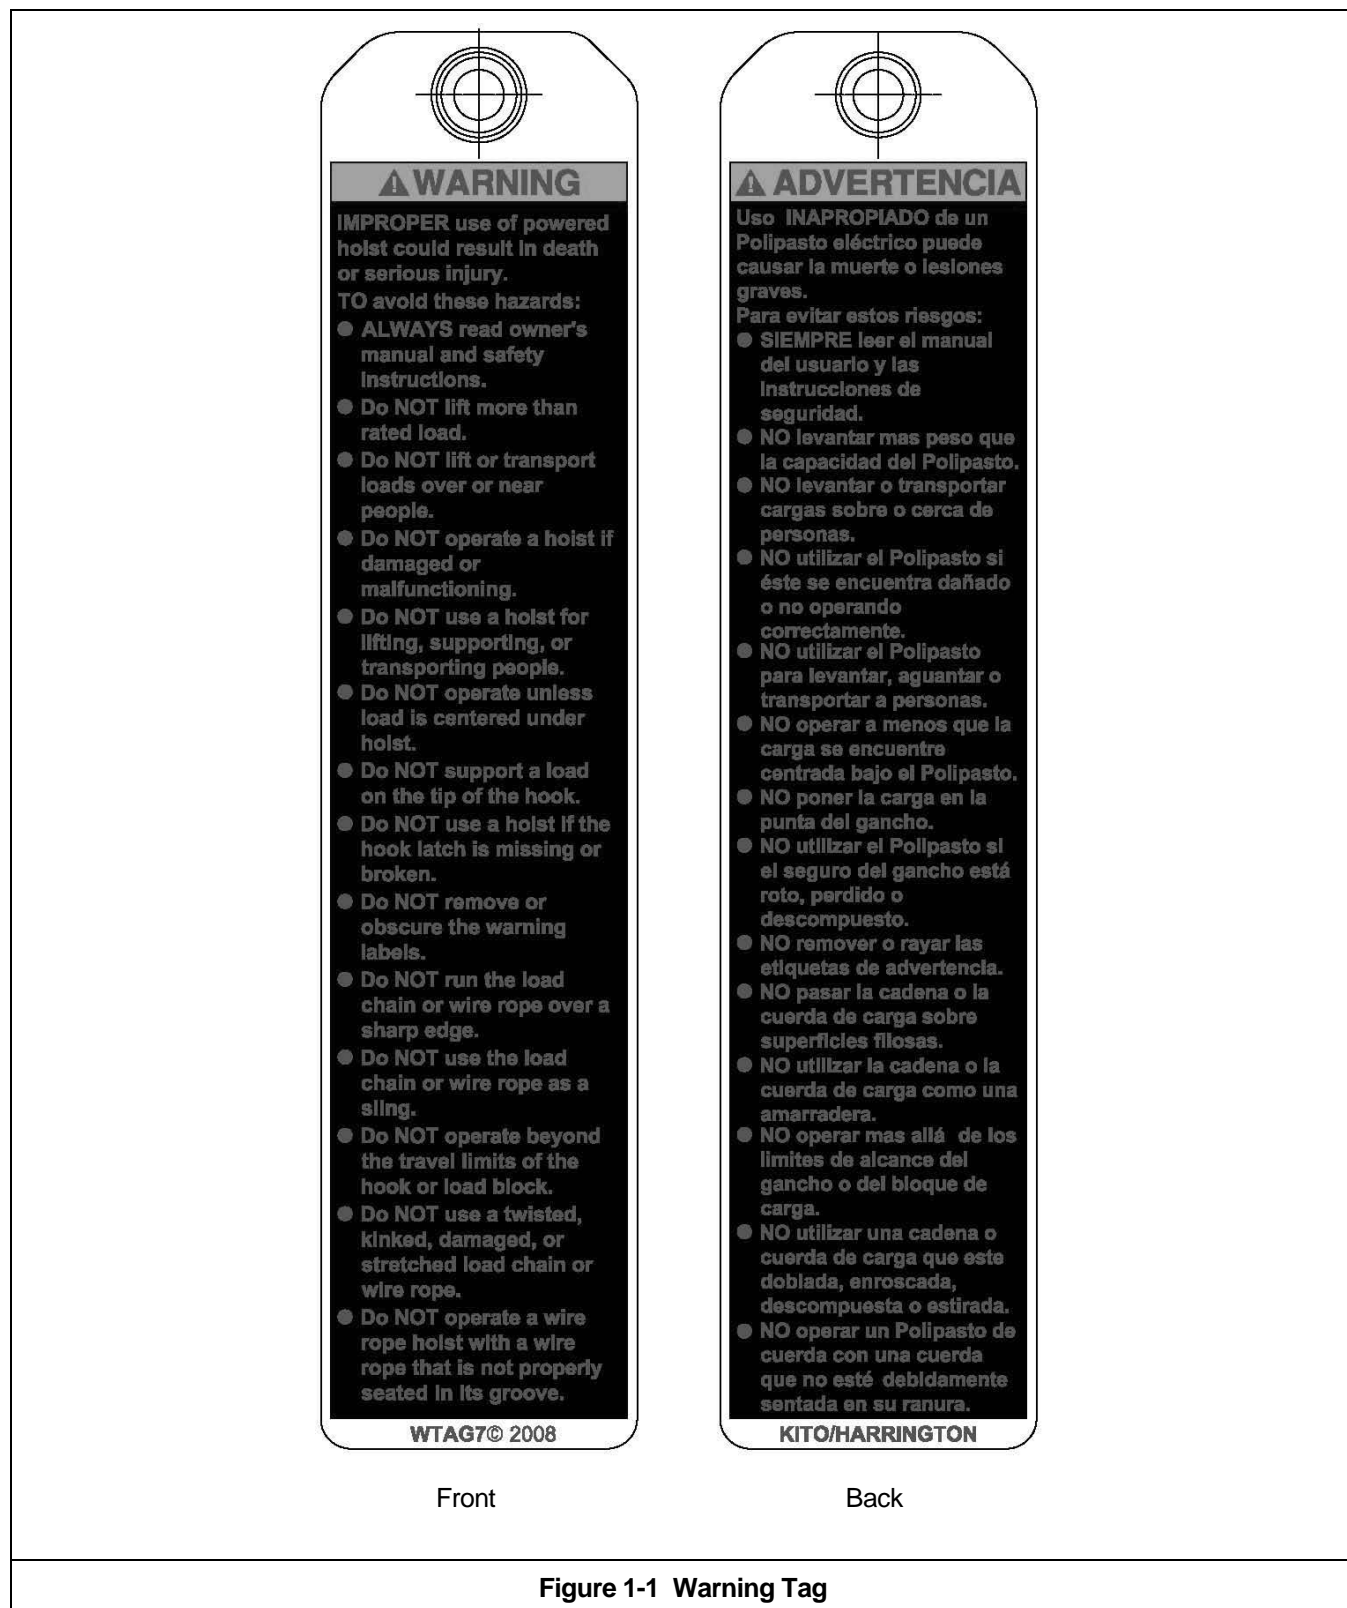 WARNING
IMPROPER use of powered
hoist could result in death
or serious injury.
TO avoid these hazards:
● ALWAYS read owner's
manual and safety
instructions.
● Do NOT lift more than
rated load.
● Do NOT lift or transport
loads over or near
people.
● Do NOT operate a hoist if
damaged or
malfunctioning.
● Do NOT use a hoist for
lifting, supporting, or
transporting people.
● Do NOT operate unless
load is centered under
hoist.
● Do NOT support a load
on the tip of the hook.
● Do NOT use a hoist if the
hook latch is missing or
broken.
● Do NOT remove or
obscure the warning
labels.
● Do NOT run the load
chain or wire rope over a
sharp edge.
● Do NOT use the load
chain or wire rope as a
sling.
● Do NOT operate beyond
the travel limits of the
hook or load block.
● Do NOT use a twisted,
kinked, damaged, or
stretched load chain or
wire rope.
● Do NOT operate a wire
rope hoist with a wire
rope that is not properly
seated in its groove.
WTAG7© 2008
Front
ADVERTENCIA
Uso INAPROPIADO de un
Polipasto eléctrico puede
causar la muerte o lesiones
graves.
Para evitar estos riesgos:
● SIEMPRE leer el manual
del usuario y las
instrucciones de
seguridad.
● NO levantar mas peso que
la capacidad del Polipasto.
● NO levantar o transportar
cargas sobre o cerca de
personas.
● NO utilizar el Polipasto si
éste se encuentra dañado
o no operando
correctamente.
● NO utilizar el Polipasto
para levantar, aguantar o
transportar a personas.
● NO operar a menos que la
carga se encuentre
centrada bajo el Polipasto.
● NO poner la carga en la
punta del gancho.
● NO utilizar el Polipasto si
el seguro del gancho está
roto, perdido o
descompuesto.
● NO remover o rayar las
etiquetas de advertencia.
● NO pasar la cadena o la
cuerda de carga sobre
superficies filosas.
● NO utilizar la cadena o la
cuerda de carga como una
amarradera.
● NO operar mas allá de los
limites de alcance del
gancho o del bloque de
carga.
● NO utilizar una cadena o
cuerda de carga que este
doblada, enroscada,
descompuesta o estirada.
● NO operar un Polipasto de
cuerda con una cuerda
que no esté debidamente
sentada en su ranura.
KITO/HARRINGTON
Back
Figure 1-1 Warning Tag